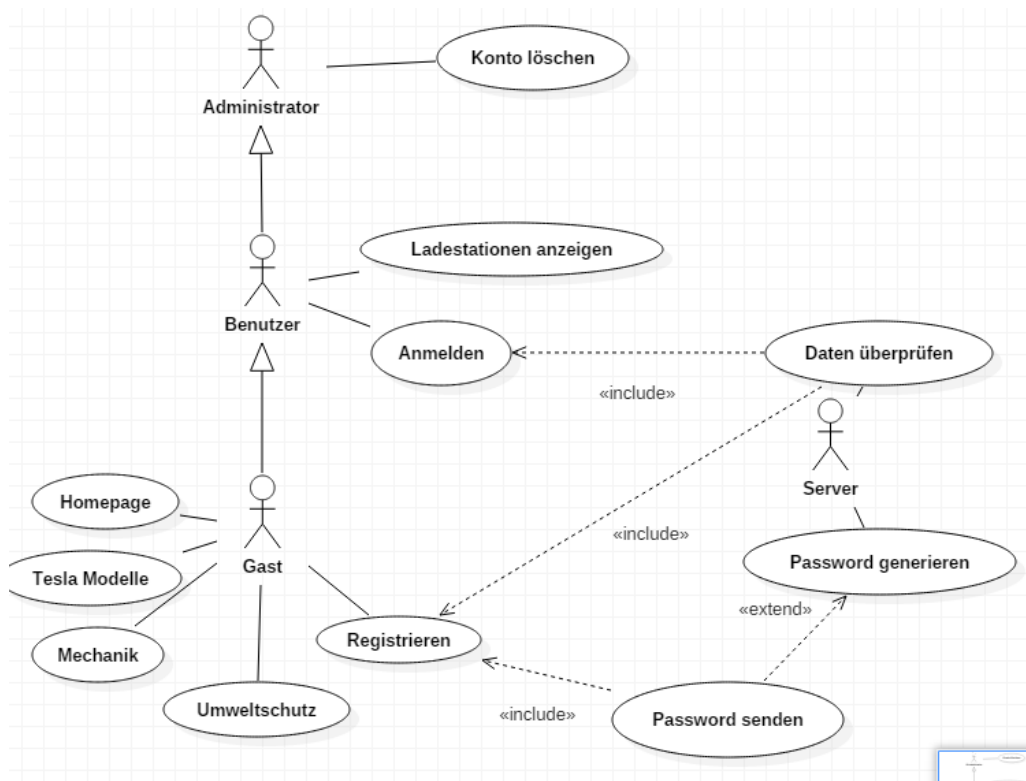 Konto löschen
Administrator
Ladestationen anzeigen
Benutzer
Anmelden
Daten überprüfen
«include»
Server
Homepage
«include»
Gast
Password generieren
Tesla Modelle
«extend»
Registrieren
Mechanik
Umweltschutz
«include»
Password senden